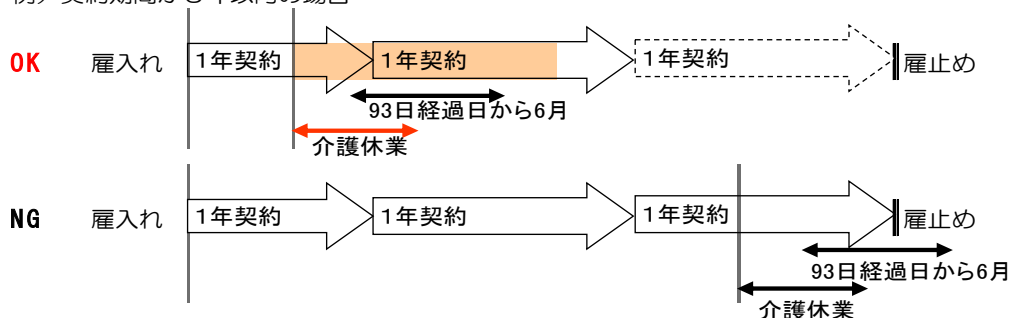 OK 雇入れ 1年契約 1年契約 1年契約 雇止め
93日経過日から6月
介護休業
NG 雇入れ 1年契約 1年契約 1年契約 雇止め
93日経過日から6月
介護休業